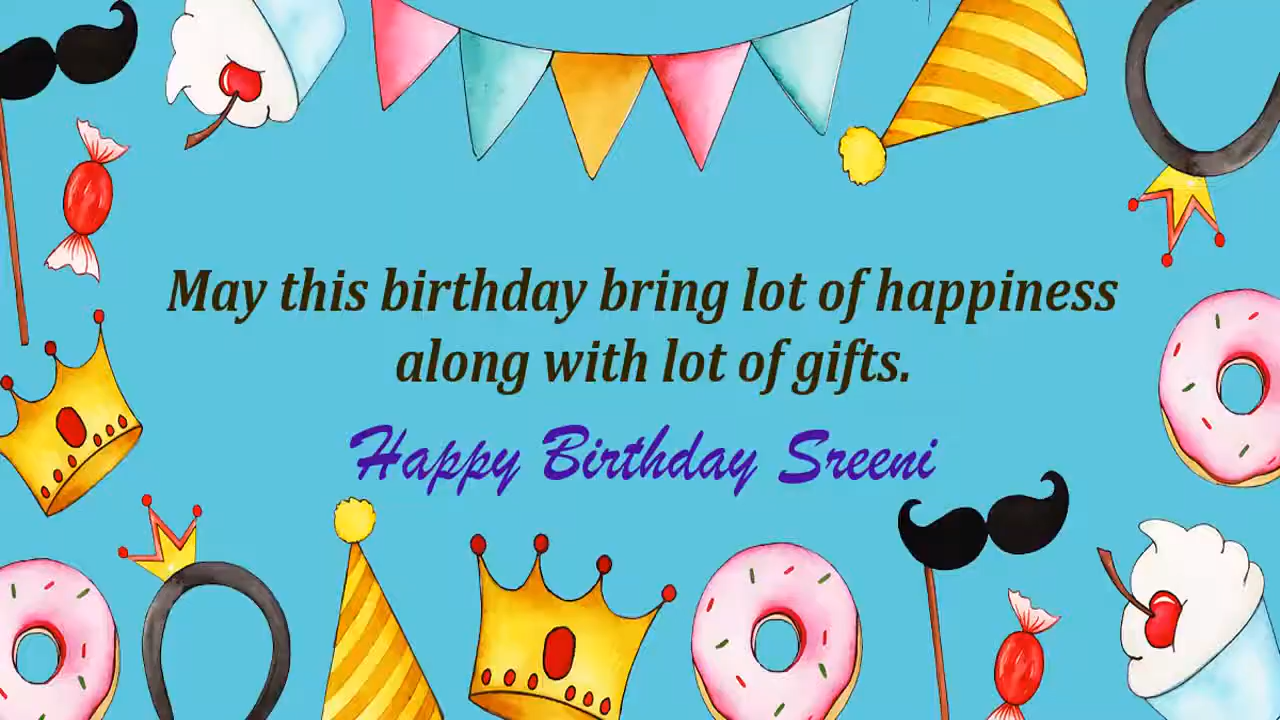 May this birthday bring lot of happiness
along with lot of gifts.
Happy Birthday Sreeni